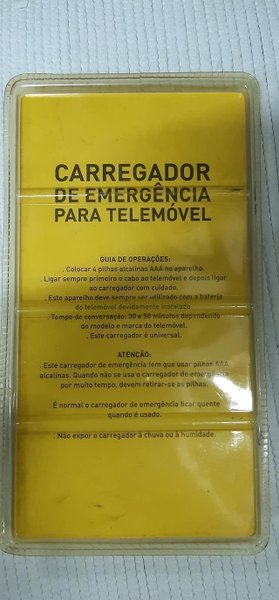 CARREGADOR
DE EMERGÊNCIA
PARA TELEMÓVEL
GUIA DE OPERAÇÕES:
. Colocar 4 pilhas alcalinas AAA no aparelho.
. Ligar sempre primeiro o cabo ao telemóvel e depois ligar
ao carregador com cuidado.
. Este aparelho deve sempre ser utilizado com a bateria
do telemóvel devidamente instalada.
. Tempo de conversação: 30 a 50 minutos dependendo
do modelo e marca do telemóvel.
. Este carregador é universal.
ATENÇÃO:
. Este carregador de emergência tem que usar pilhas AAA
alcalinas. Quando não se usa o carregador de emergência
por muito tempo, devem retirar-se as pilhas.
. É normal o carregador de emergência ficar quente
quando é usado.
. Não expor o carregador à chuva ou à humidade.